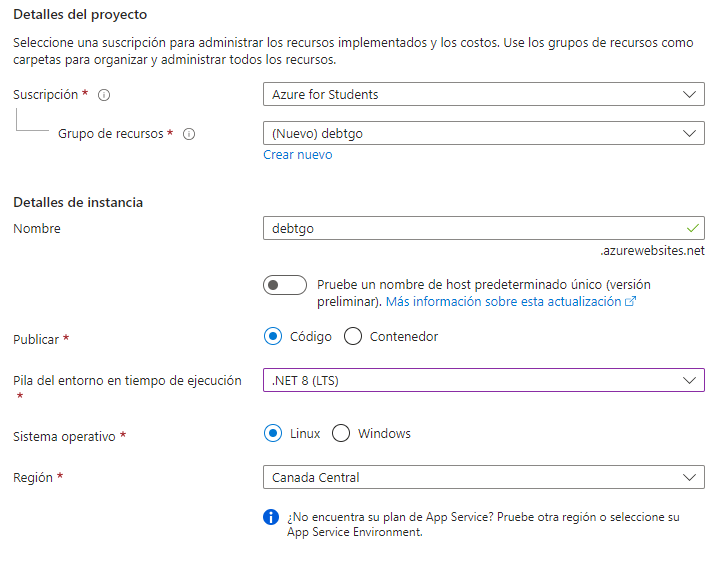 Detalles del proyecto
Seleccione una suscripción para administrar los recursos implementados y los costos. Use los grupos de recursos como
carpetas para organizar y administrar todos los recursos.
Suscripción *
Azure for Students
Grupo de recursos *
(Nuevo) debtgo
Crear nuevo
Detalles de instancia
Nombre
debtgo
.azurewebsites.net
Pruebe un nombre de host predeterminado único (versión
preliminar). Más información sobre esta actualización
Publicar *
Código
Contenedor
Pila del entorno en tiempo de ejecución
*
.NET 8 (LTS)
Sistema operativo *
Linux
Windows
Región *
Canada Central
¿No encuentra su plan de App Service? Pruebe otra región o seleccione su
App Service Environment.